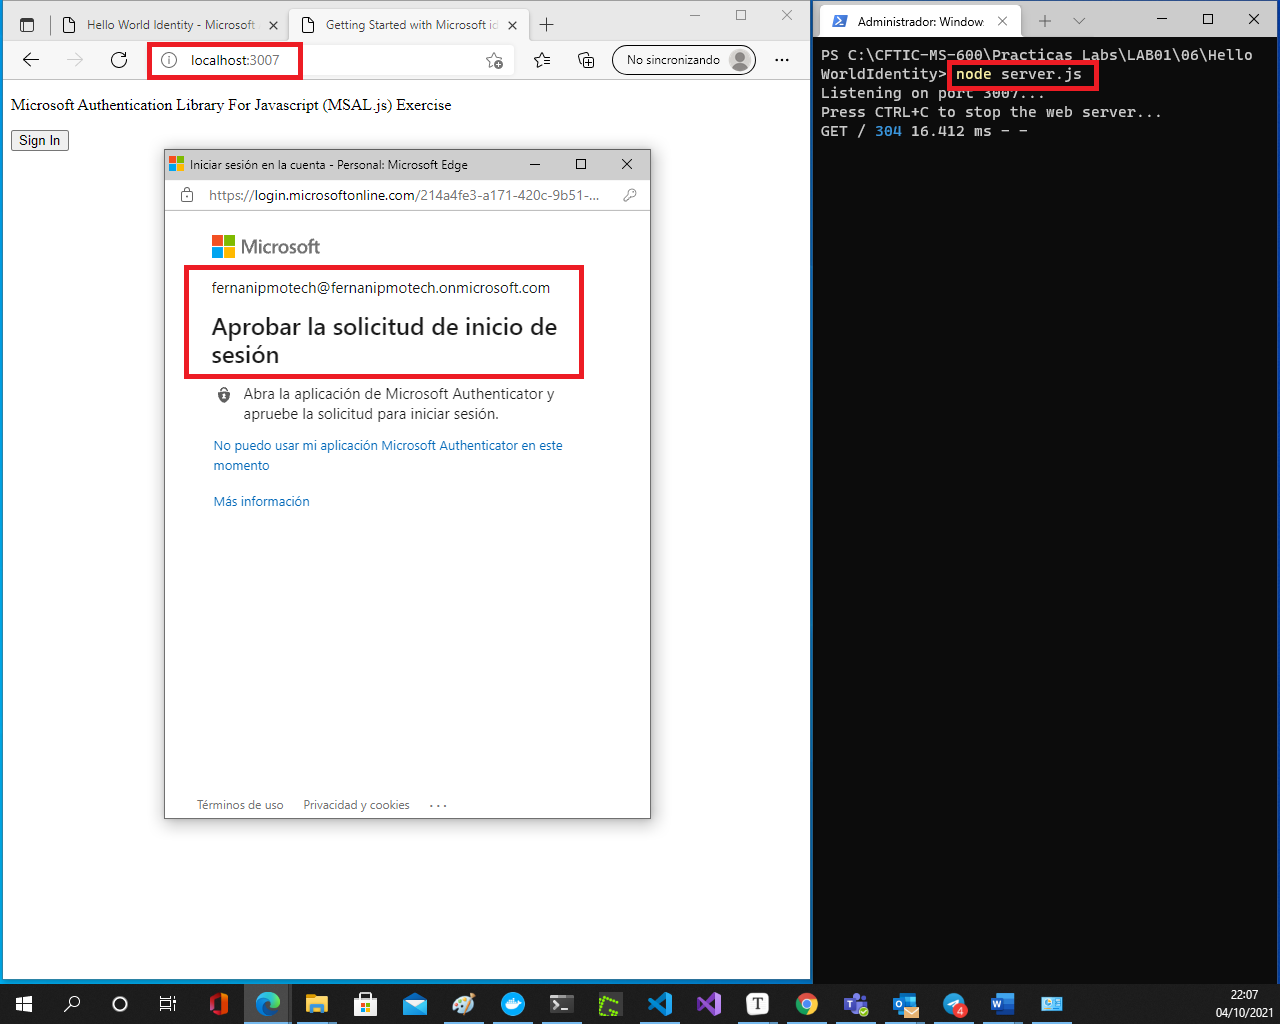 Hello World Identity - Microsoft
Getting Started with Microsoft id
localhost:3007
No sincronizando
Microsoft Authentication Library For Javascript (MSAL.js) Exercise
Sign In
Iniciar sesión en la cuenta - Personal: Microsoft Edge
https://login.microsoftonline.com/214a4fe3-a171-420c-9b51-...
Microsoft
fernanipmotech@fernanipmotech.onmicrosoft.com
Aprobar la solicitud de inicio de
sesión
Abra la aplicación de Microsoft Authenticator y
apruebe la solicitud para iniciar sesión.
No puedo usar mi aplicación Microsoft Authenticator en este
momento
Más información
Términos de uso Privacidad y cookies ...
Administrador: Window
PS C:\CFTIC-MS-600\Practicas Labs\LAB01\06\Hello
WorldIdentity> node server.js
Listening on port 3007...
Press CTRL+C to stop the web server...
GET / 304 16.412 ms - -
4
22:07
04/10/2021